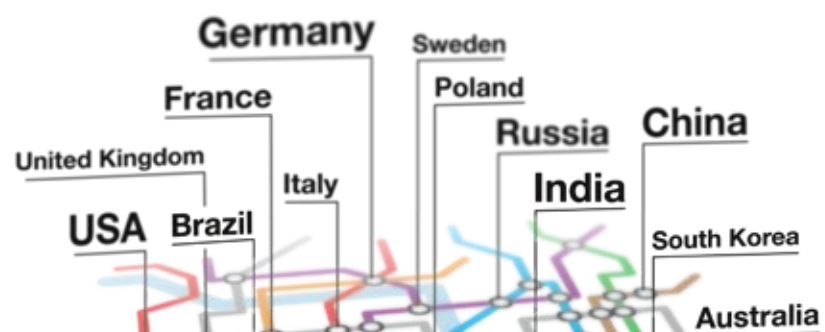 Germany
Sweden
France
Poland
Russia
China
United Kingdom
Italy
India
USA
Brazil
South Korea
Australia